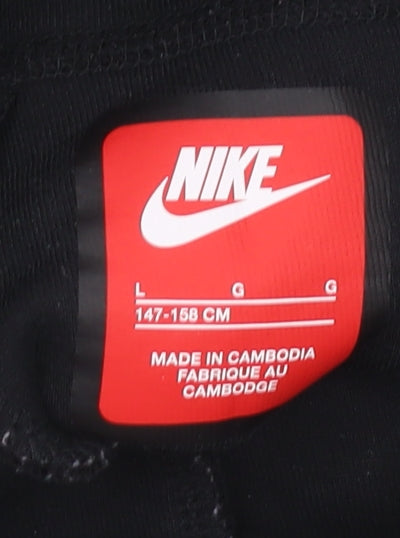 NIKE
L G G
147-158 CM
MADE IN CAMBODIA
FABRIQUE AU
CAMBODGE